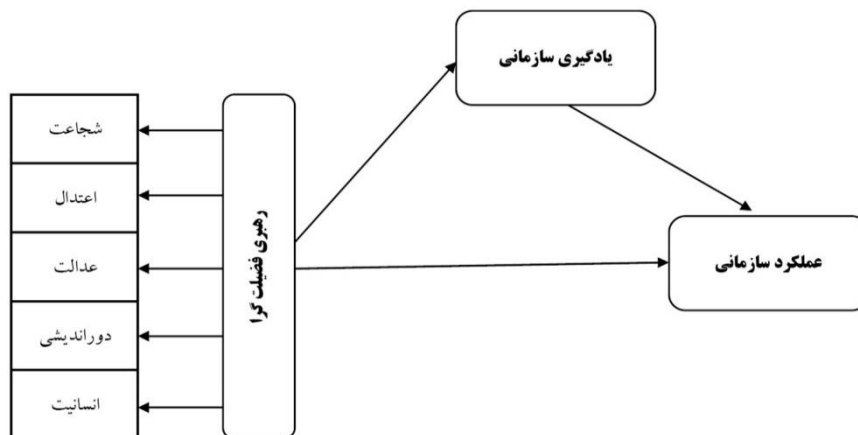 یادگیری سازمانی
شجاعت
اعتدال
عدالت
دوراندیشی
انسانیت
رهبری فضیلت گرا
عملکرد سازمانی